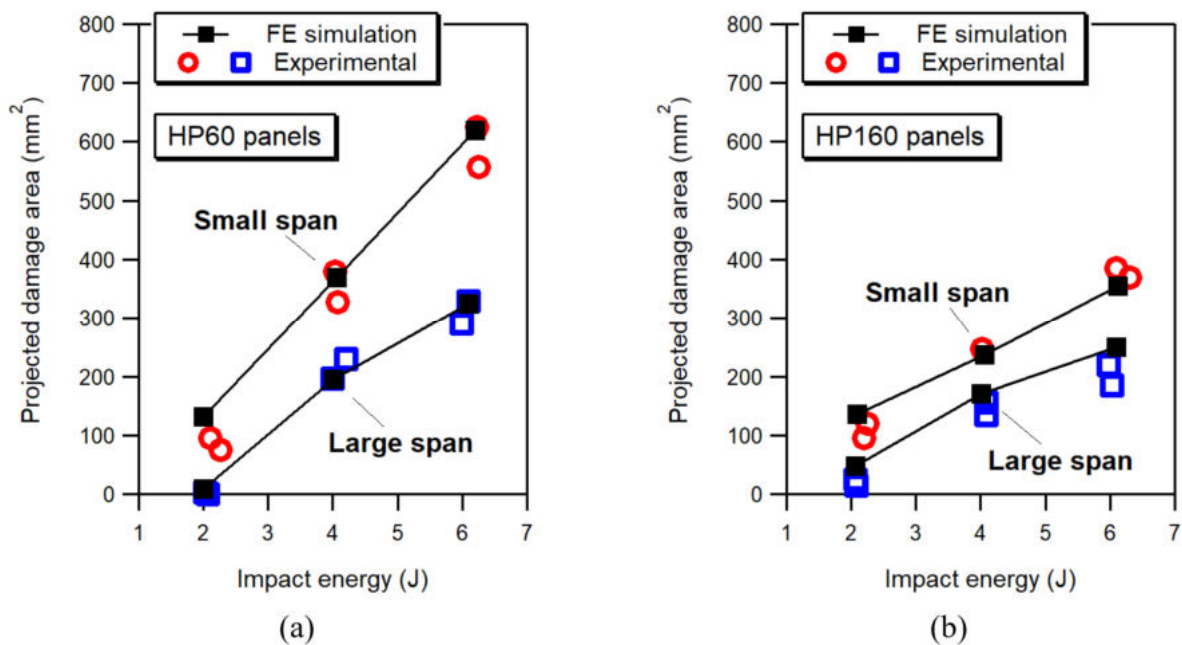 800
700
600
500
400
300
200
100
0
Projected damage area (mm²)
FE simulation
Experimental
HP60 panels
Small span
Large span
1 2 3 4 5 6 7
Impact energy (J)
(a)
800
700
600
500
400
300
200
100
0
Projected damage area (mm²)
FE simulation
Experimental
HP160 panels
Small span
Large span
1 2 3 4 5 6 7
Impact energy (J)
(b)